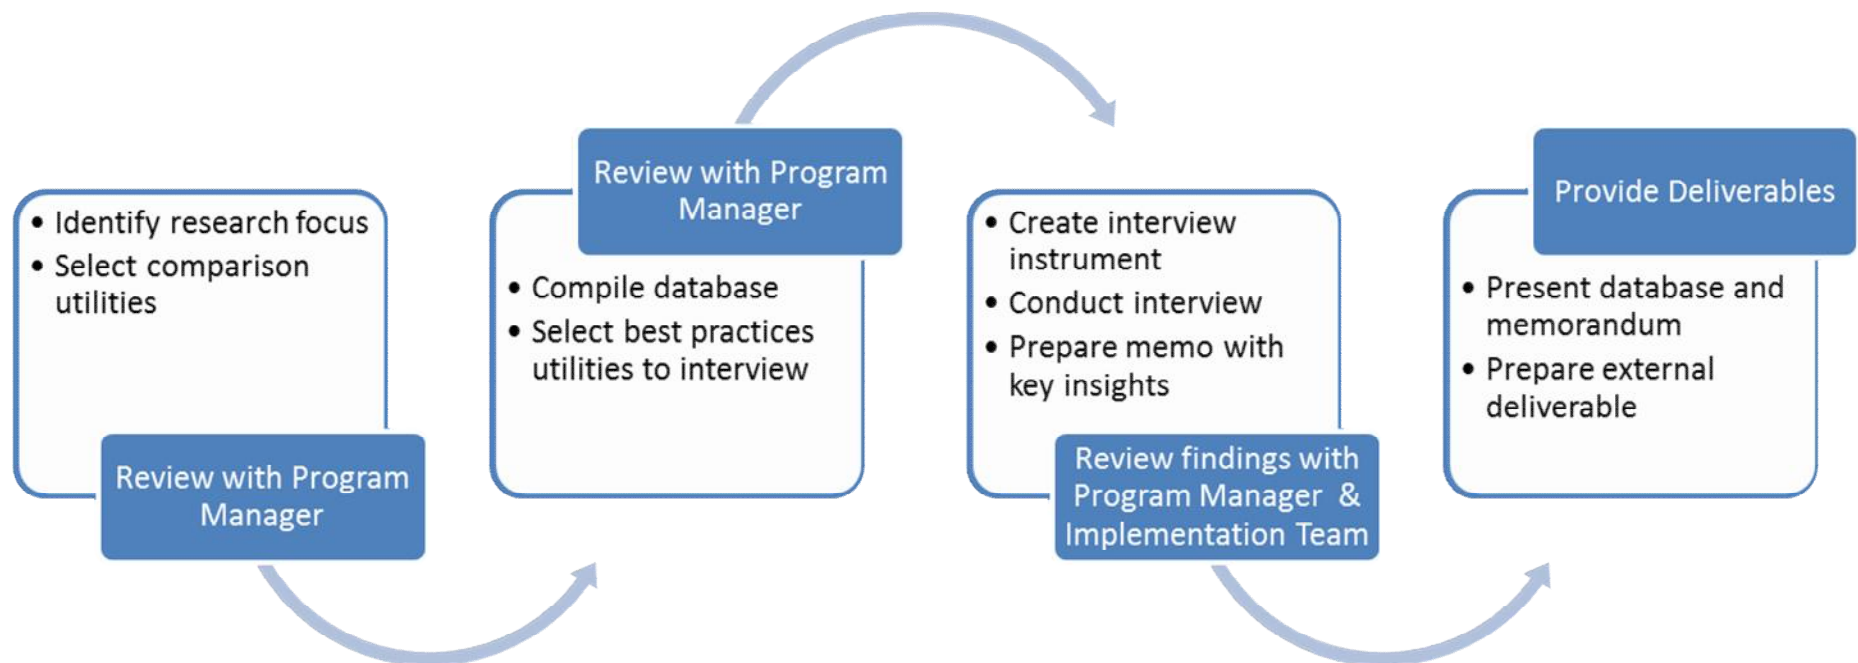 • Identify research focus
• Select comparison
utilities
Review with Program
Manager
Review with Program
Manager
• Compile database
• Select best practices
utilities to interview
• Create interview
instrument
• Conduct interview
• Prepare memo with
key insights
Review findings with
Program Manager &
Implementation Team
Provide Deliverables
• Present database and
memorandum
• Prepare external
deliverable